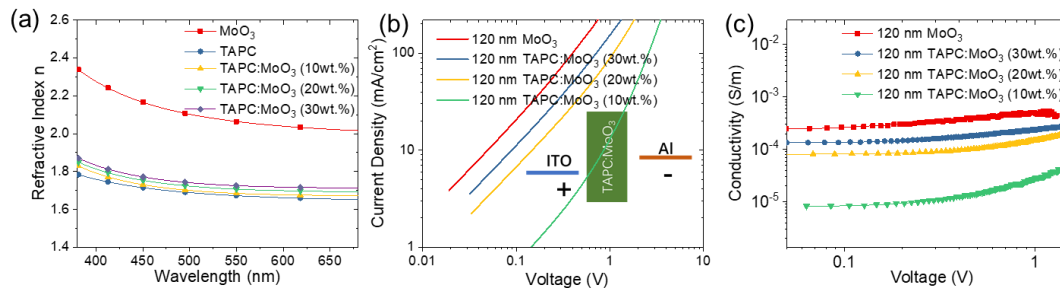 (a)
MoO3
TAPC
TAPC:MoO3 (10wt.%)
TAPC:MoO3 (20wt.%)
TAPC:MoO3 (30wt.%)
2.4
2.2
2.0
1.8
1.6
1.4
400 450 500 550 600 650
Refractive Index n
Wavelength (nm)
(b)
120 nm MoO3
120 nm TAPC:MoO3 (30wt.%)
120 nm TAPC:MoO3 (20wt.%)
120 nm TAPC:MoO3 (10wt.%)
ITO
+
TAPC:MoO3
Al
-
100
10
1
0.01 0.1 1 10
Current Density (mA/cm2)
Voltage (V)
(c)
120 nm MoO3
120 nm TAPC:MoO3 (30wt.%)
120 nm TAPC:MoO3 (20wt.%)
120 nm TAPC:MoO3 (10wt.%)
10-2
10-3
10-4
10-5
0.1 1
Conductivity (S/m)
Voltage (V)